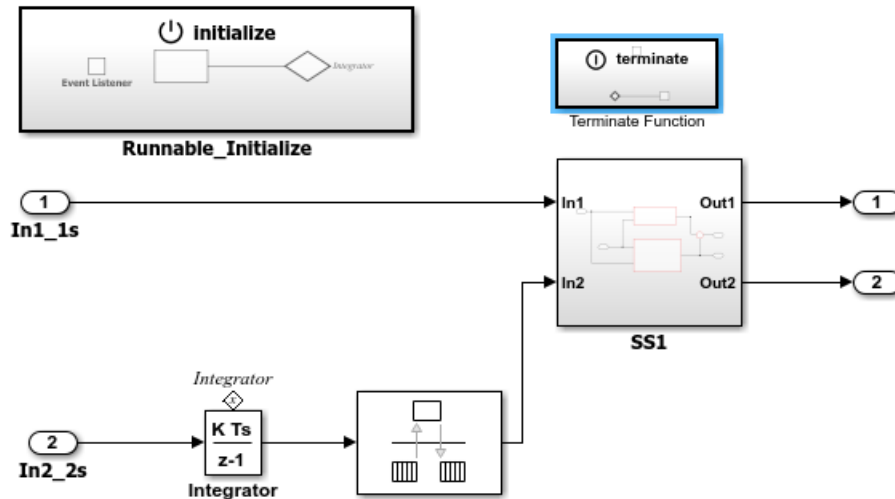 initialize
Event Listener
Integrator
Runnable_Initialize
terminate
Terminate Function
1
In1_1s
In1
Out1
1
In2
Out2
2
SS1
Integrator
x
2
In2_2s
K Ts
z-1
Integrator